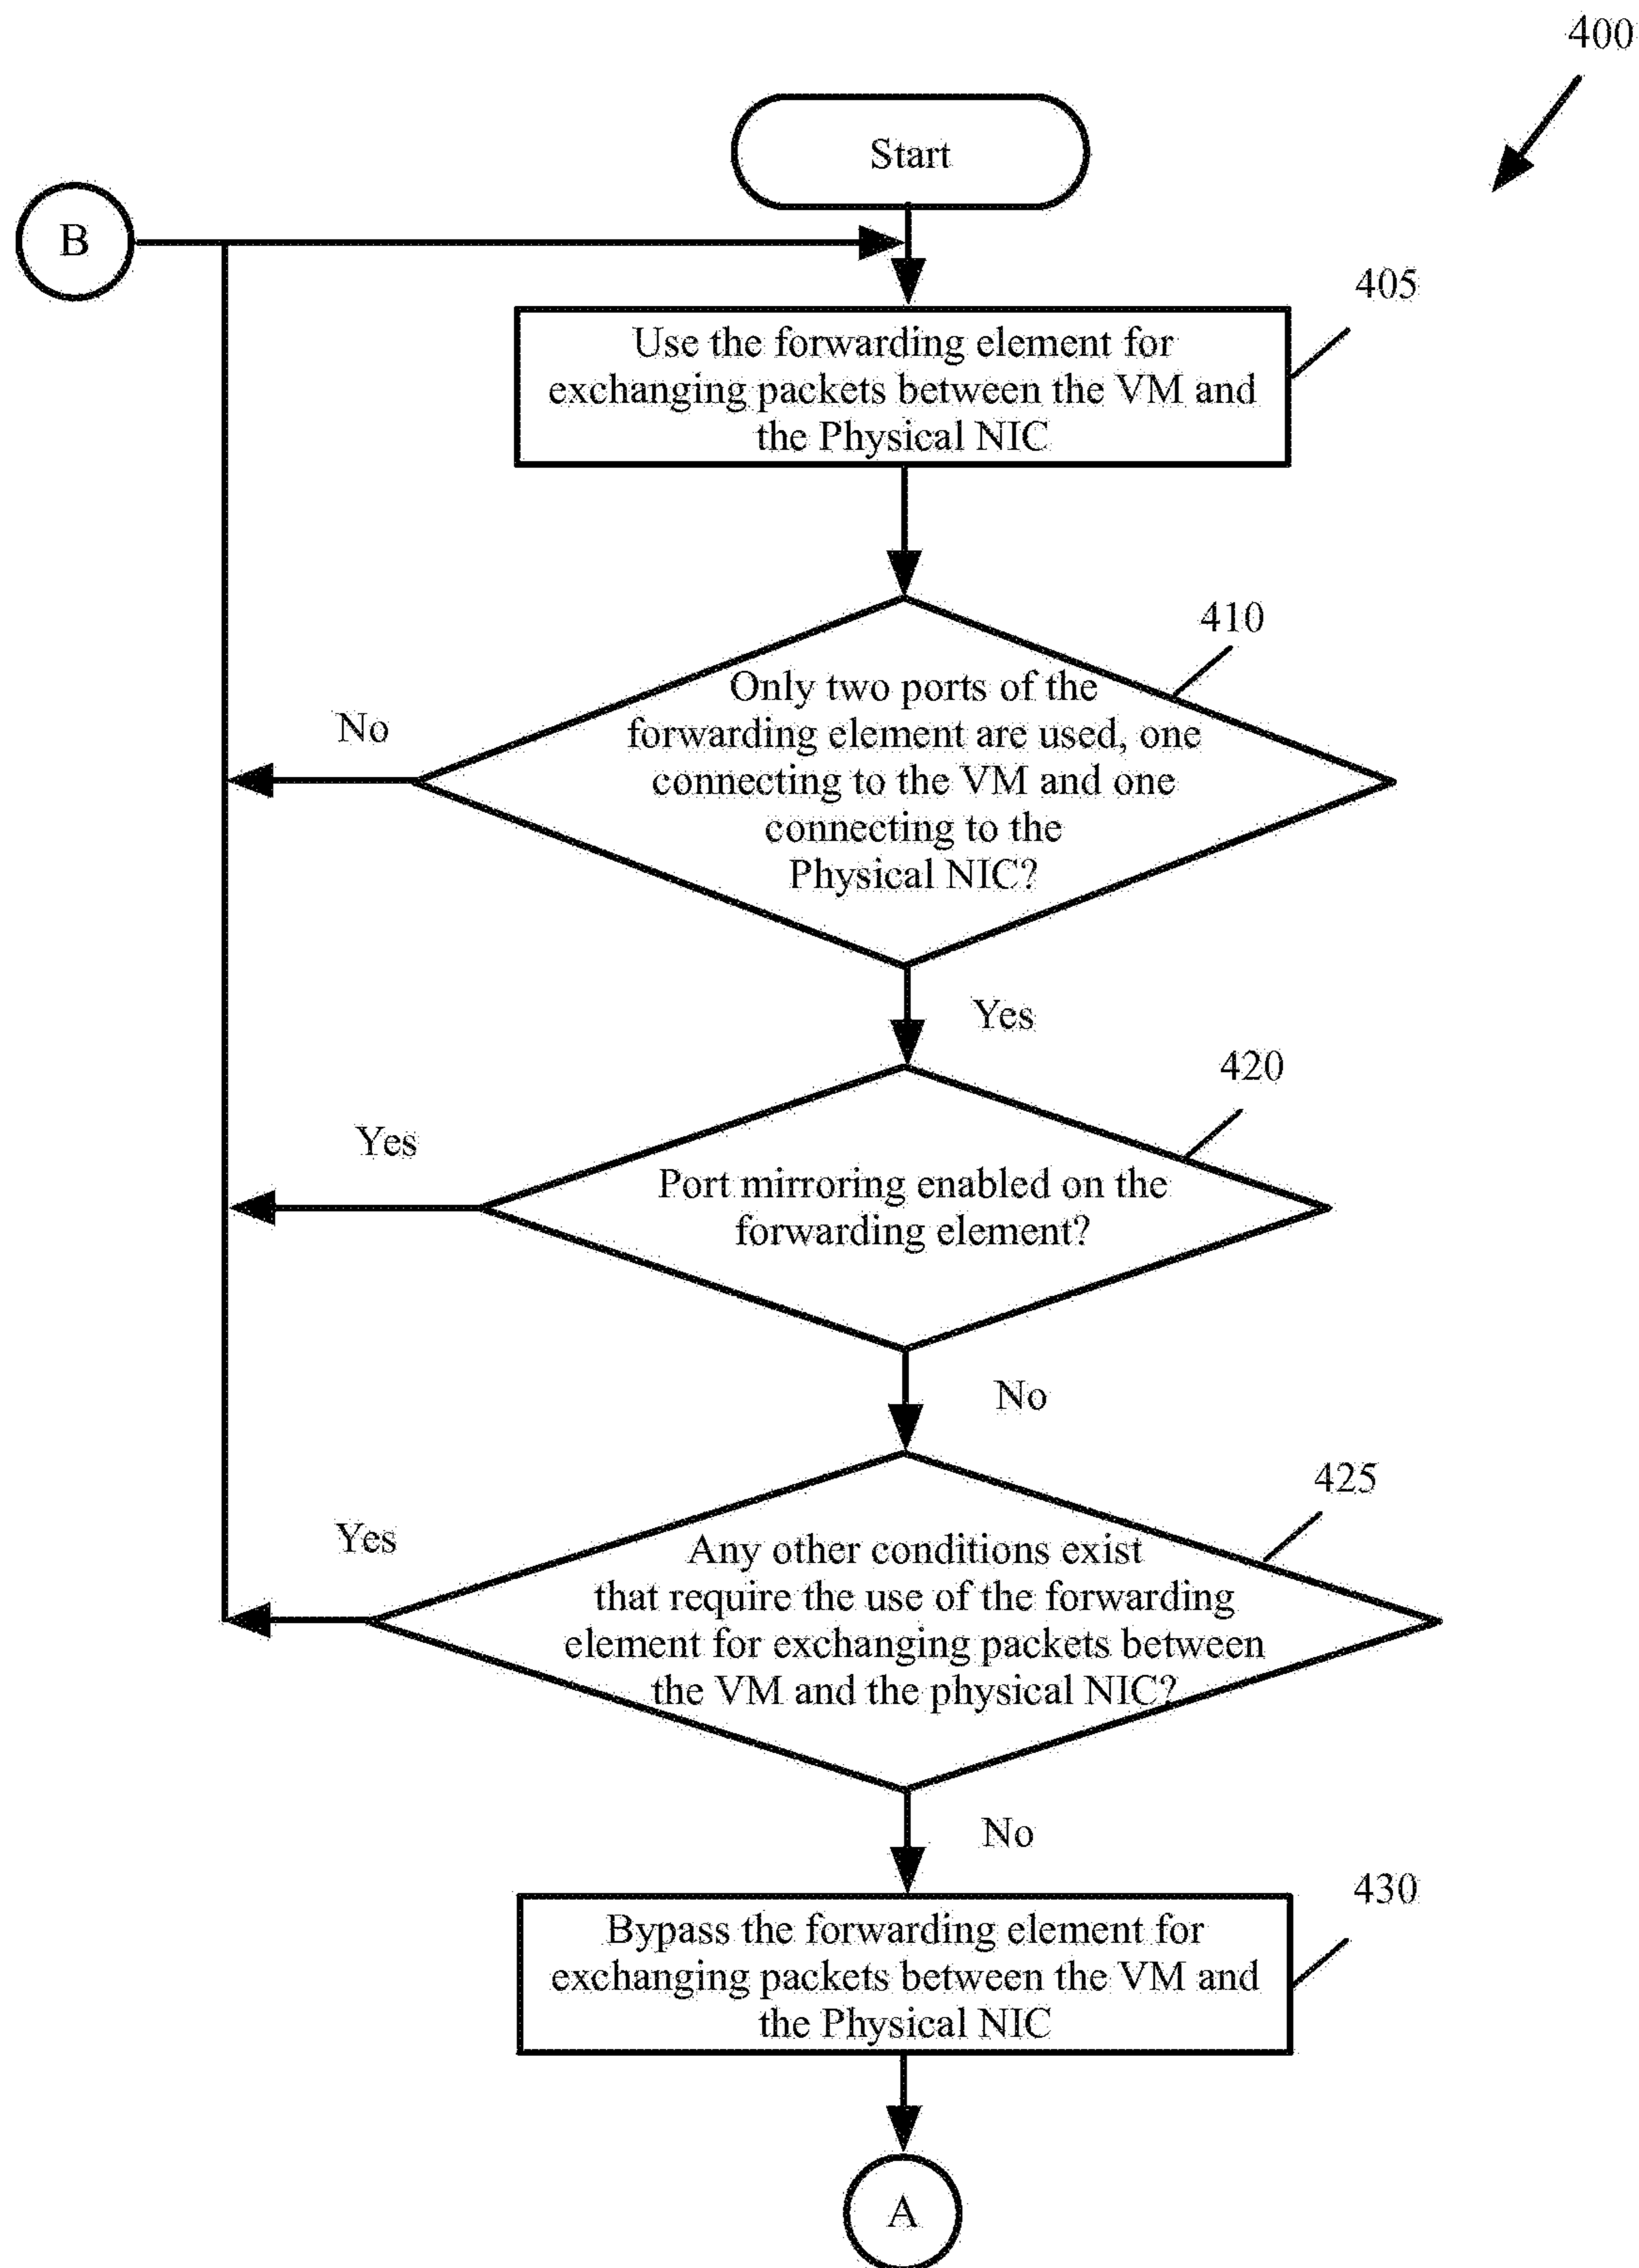 400
Start
B
405
Use the forwarding element for
exchanging packets between the VM and
the Physical NIC
410
Only two ports of the
forwarding element are used, one
connecting to the VM and one
connecting to the
Physical NIC?
No
Yes
420
Port mirroring enabled on the
forwarding element?
Yes
No
425
Any other conditions exist
that require the use of the forwarding
element for exchanging packets between
the VM and the physical NIC?
Yes
No
430
Bypass the forwarding element for
exchanging packets between the VM and
the Physical NIC
A